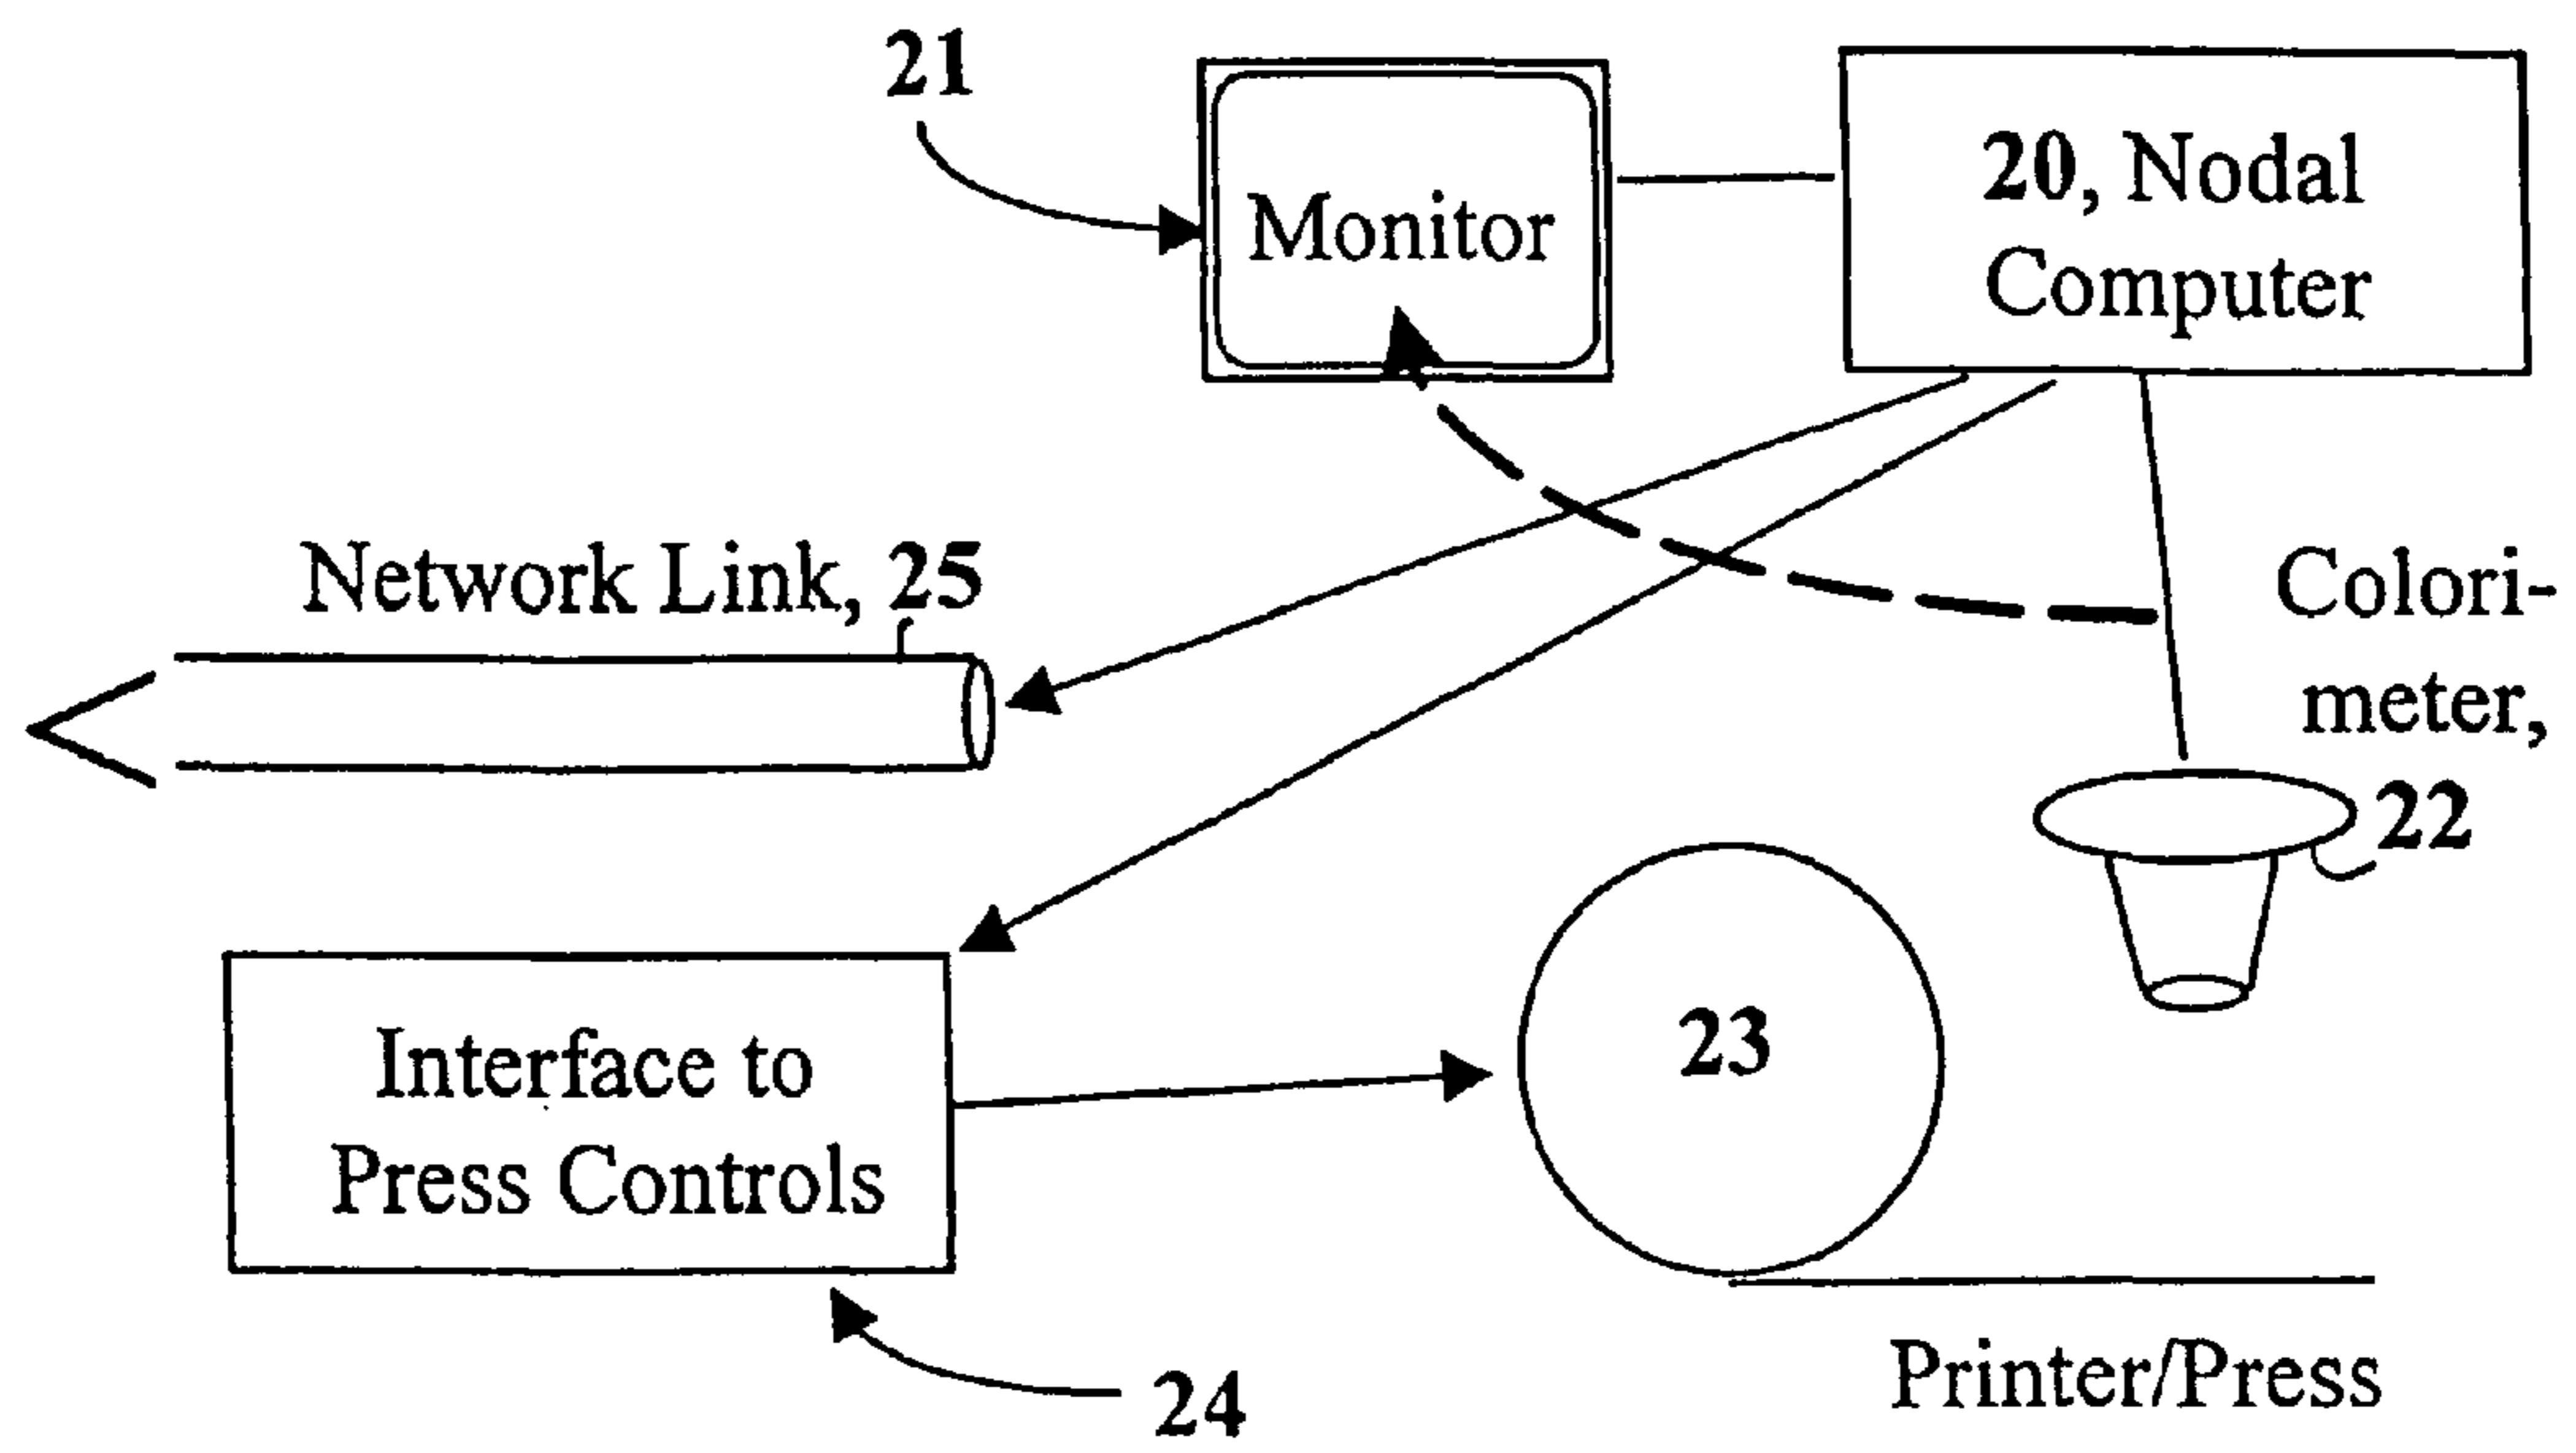 21
Monitor
20, Nodal
Computer
Network Link, 25
Colori-
meter,
22
23
Interface to
Press Controls
24
Printer/Press